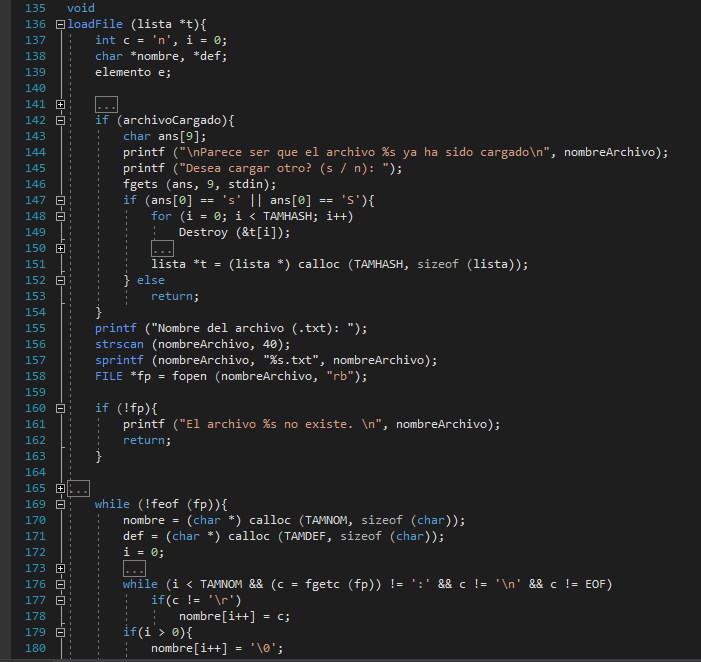 135 void
136 loadFile (lista *t){
137 int c = 'n', i = 0;
138 char *nombre, *def;
139 elemento e;
140
141 ...
142 if (archivoCargado){
143 char ans[9];
144 printf ("\nParece ser que el archivo %s ya ha sido cargado\n", nombreArchivo);
145 printf ("Desea cargar otro? (s / n): ");
146 fgets (ans, 9, stdin);
147 if (ans[0] == 's' || ans[0] == 'S'){
148 for (i = 0; i < TAMHASH; i++)
149 Destroy (&t[i]);
150 ...
151 lista *t = (lista *) calloc (TAMHASH, sizeof (lista));
152 } else
153 return;
154 }
155 printf ("Nombre del archivo (.txt): ");
156 strscan (nombreArchivo, 40);
157 sprintf (nombreArchivo, "%s.txt", nombreArchivo);
158 FILE *fp = fopen (nombreArchivo, "rb");
159
160 if (!fp){
161 printf ("El archivo %s no existe. \n", nombreArchivo);
162 return;
163 }
164
165 ...
169 while (!feof (fp)){
170 nombre = (char *) calloc (TAMNOM, sizeof (char));
171 def = (char *) calloc (TAMDEF, sizeof (char));
172 i = 0;
173 ...
176 while (i < TAMNOM && (c = fgetc (fp)) != ':' && c != '\n' && c != EOF)
177 if(c != '\r')
178 nombre[i++] = c;
179 if(i > 0){
180 nombre[i++] = '\0';